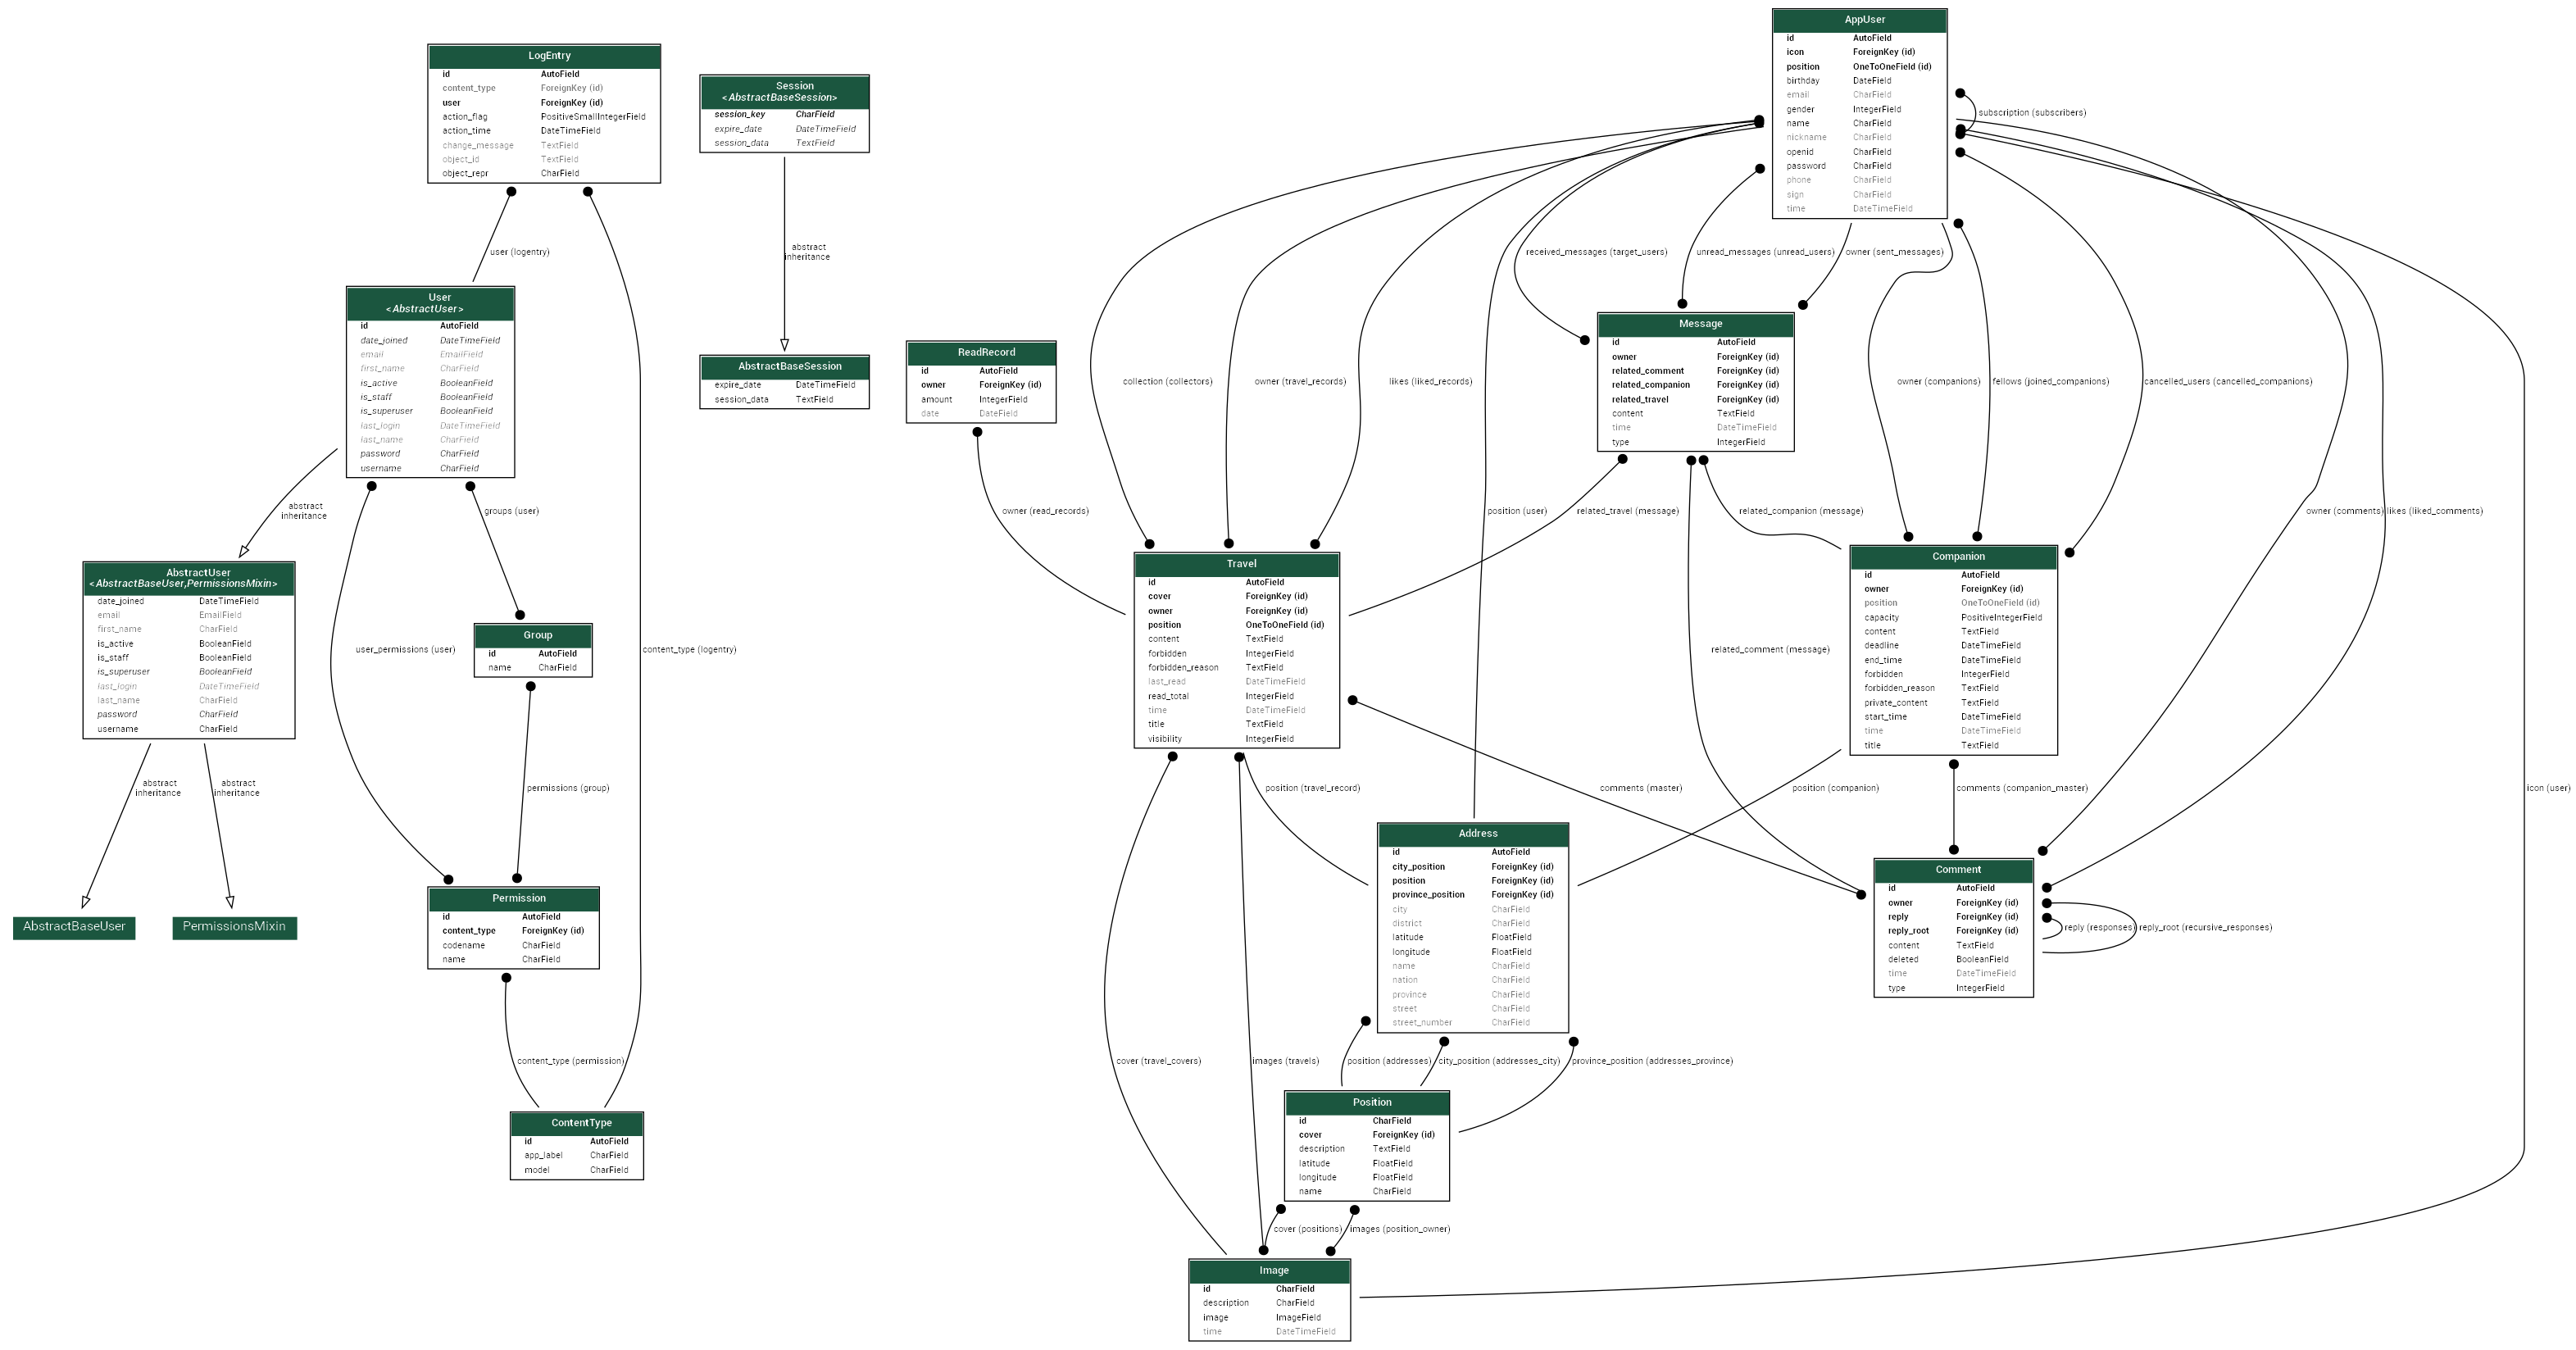 LogEntry
id AutoField
content_type ForeignKey (id)
user ForeignKey (id)
action_flag PositiveSmallIntegerField
action_time DateTimeField
change_message TextField
object_id TextField
object_repr CharField
user (logentry)
content_type (logentry)
User
<AbstractUser>
id AutoField
date_joined DateTimeField
email EmailField
first_name CharField
is_active BooleanField
is_staff BooleanField
is_superuser BooleanField
last_login DateTimeField
last_name CharField
password CharField
username CharField
abstract
inheritance
groups (user)
user_permissions (user)
AbstractUser
<AbstractBaseUser,PermissionsMixin>
date_joined DateTimeField
email EmailField
first_name CharField
is_active BooleanField
is_staff BooleanField
is_superuser BooleanField
last_login DateTimeField
last_name CharField
password CharField
username CharField
abstract
inheritance
abstract
inheritance
AbstractBaseUser
PermissionsMixin
Group
id AutoField
name CharField
permissions (group)
Permission
id AutoField
content_type ForeignKey (id)
codename CharField
name CharField
content_type (permission)
ContentType
id AutoField
app_label CharField
model CharField
Session
<AbstractBaseSession>
session_key CharField
expire_date DateTimeField
session_data TextField
abstract
inheritance
AbstractBaseSession
expire_date DateTimeField
session_data TextField
ReadRecord
id AutoField
owner ForeignKey (id)
amount IntegerField
date DateField
owner (read_records)
AppUser
id AutoField
icon ForeignKey (id)
position OneToOneField (id)
birthday DateField
email CharField
gender IntegerField
name CharField
nickname CharField
openid CharField
password CharField
phone CharField
sign CharField
time DateTimeField
subscription (subscribers)
received_messages (target_users)
unread_messages (unread_users)
owner (sent_messages)
collection (collectors)
owner (travel_records)
likes (liked_records)
owner (companions)
fellows (joined_companions)
cancelled_users (cancelled_companions)
position (user)
owner (comments)
likes (liked_comments)
icon (user)
Message
id AutoField
owner ForeignKey (id)
related_comment ForeignKey (id)
related_companion ForeignKey (id)
related_travel ForeignKey (id)
content TextField
time DateTimeField
type IntegerField
related_travel (message)
related_companion (message)
related_comment (message)
Travel
id AutoField
cover ForeignKey (id)
owner ForeignKey (id)
position OneToOneField (id)
content TextField
forbidden IntegerField
forbidden_reason TextField
last_read DateTimeField
read_total IntegerField
time DateTimeField
title TextField
visibility IntegerField
position (travel_record)
comments (master)
cover (travel_covers)
images (travels)
Companion
id AutoField
owner ForeignKey (id)
position OneToOneField (id)
capacity PositiveIntegerField
content TextField
deadline DateTimeField
end_time DateTimeField
forbidden IntegerField
forbidden_reason TextField
private_content TextField
start_time DateTimeField
time DateTimeField
title TextField
position (companion)
comments (companion_master)
Address
id AutoField
city_position ForeignKey (id)
position ForeignKey (id)
province_position ForeignKey (id)
city CharField
district CharField
latitude FloatField
longitude FloatField
name CharField
nation CharField
province CharField
street CharField
street_number CharField
position (addresses)
city_position (addresses_city)
province_position (addresses_province)
Comment
id AutoField
owner ForeignKey (id)
reply ForeignKey (id)
reply_root ForeignKey (id)
content TextField
deleted BooleanField
time DateTimeField
type IntegerField
reply (responses)
reply_root (recursive_responses)
Position
id CharField
cover ForeignKey (id)
description TextField
latitude FloatField
longitude FloatField
name CharField
cover (positions)
images (position_owner)
Image
id CharField
description CharField
image ImageField
time DateTimeField